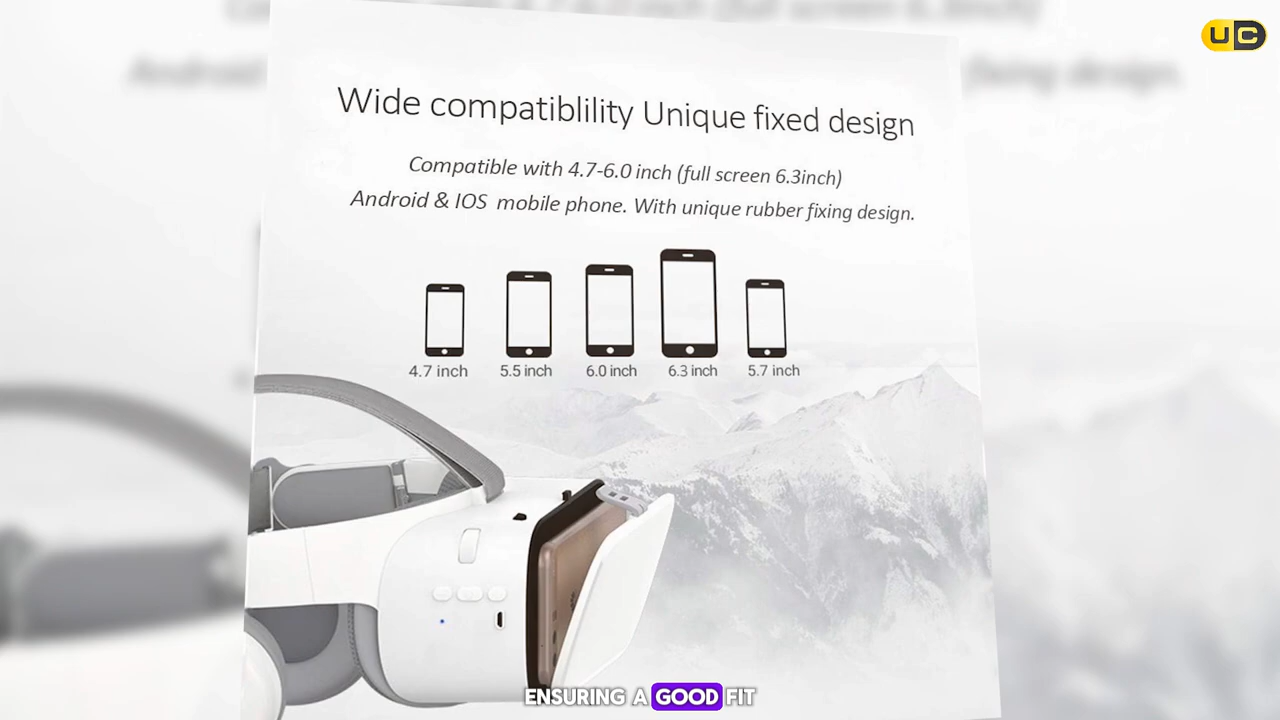 UC
Wide compatiblility Unique fixed design
Compatible with 4.7-6.0 inch (full screen 6.3inch)
Android & IOS mobile phone. With unique rubber fixing design.
4.7 inch 5.5 inch 6.0 inch 6.3 inch 5.7 inch
ENSURING A GOOD FIT